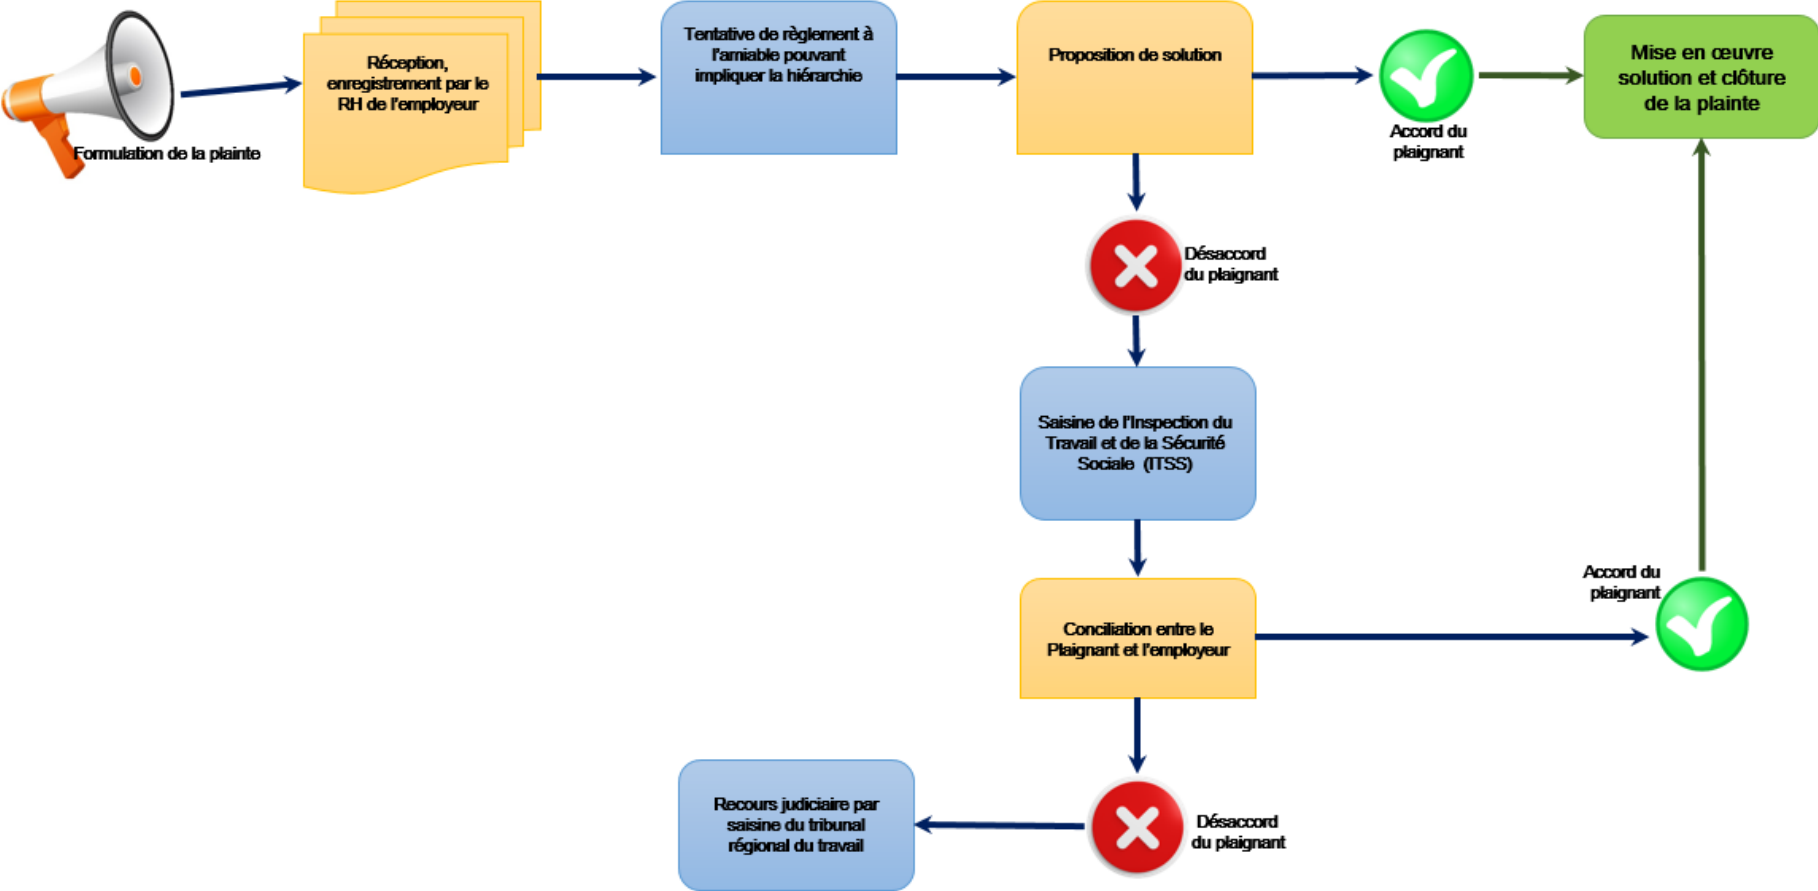 Formulation de la plainte
Réception,
enregistrement par le
RH de l'employeur
Tentative de règlement à
l'amiable pouvant
impliquer la hiérarchie
Proposition de solution
Accord du
plaignant
Mise en œuvre
solution et clôture
de la plainte
Désaccord
du plaignant
Saisine de l'Inspection du
Travail et de la Sécurité
Sociale (ITSS)
Conciliation entre le
Plaignant et l'employeur
Accord du
plaignant
Désaccord
du plaignant
Recours judiciaire par
saisine du tribunal
régional du travail